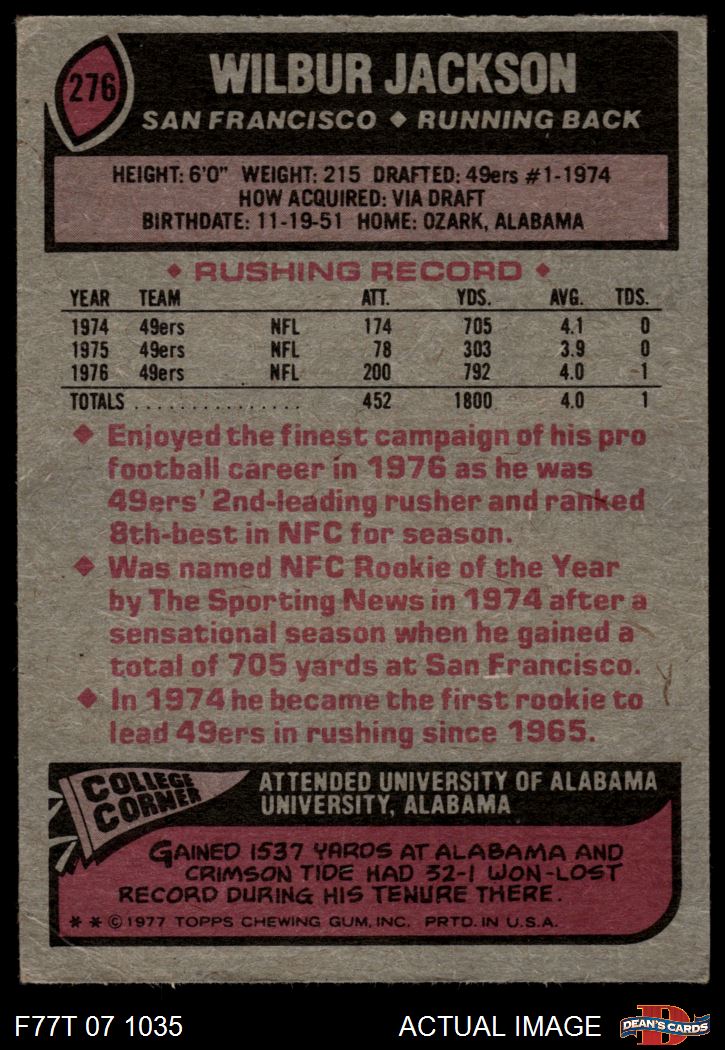 276
WILBUR JACKSON
SAN FRANCISCO ◆ RUNNING BACK
HEIGHT: 6'0" WEIGHT: 215 DRAFTED: 49ers #1-1974
HOW ACQUIRED: VIA DRAFT
BIRTHDATE: 11-19-51 HOME: OZARK, ALABAMA
◆ RUSHING RECORD ◆
YEAR TEAM ATT. YDS. AVG. TDS.
1974 49ers NFL 174 705 4.1 0
1975 49ers NFL 78 303 3.9 0
1976 49ers NFL 200 792 4.0 1
TOTALS ................ 452 1800 4.0 1
◆ Enjoyed the finest campaign of his pro
football career in 1976 as he was
49ers' 2nd-leading rusher and ranked
8th-best in NFC for season.
◆ Was named NFC Rookie of the Year
by The Sporting News in 1974 after a
sensational season when he gained a
total of 705 yards at San Francisco.
◆ In 1974 he became the first rookie to
lead 49ers in rushing since 1965.
COLLEGE
CORNER
ATTENDED UNIVERSITY OF ALABAMA
UNIVERSITY, ALABAMA
GAINED 1537 YARDS AT ALABAMA AND
CRIMSON TIDE HAD 32-1 WON-LOST
RECORD DURING HIS TENURE THERE.
* * © 1977 TOPPS CHEWING GUM, INC. PRTD. IN U.S.A.
F77T 07 1035 ACTUAL IMAGE
D
DEAN'S CARDS